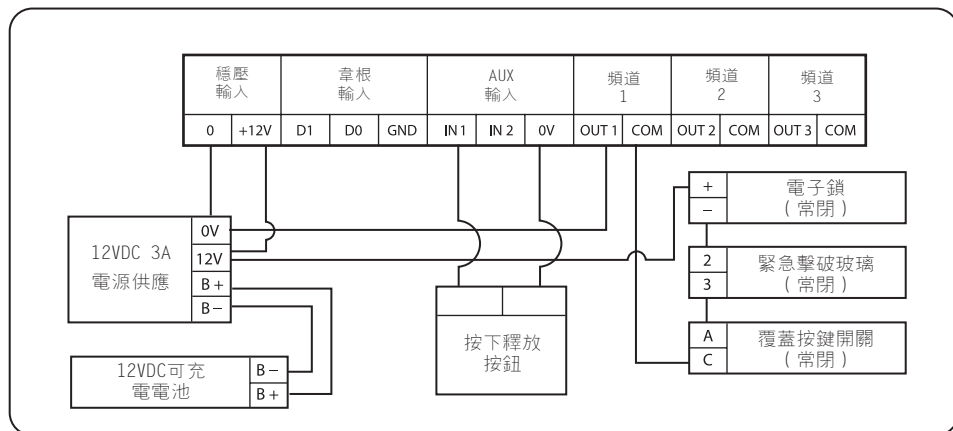 穩壓 韋根 AUX 頻道 頻道 頻道
輸入 輸入 輸入 1 2 3
0 +12V D1 D0 GND IN 1 IN 2 0V OUT 1 COM OUT 2 COM OUT 3 COM
12VDC 3A
電源供應
0V
12V
B +
B −
12VDC可充
電電池
B −
B +
按下釋放
按鈕
+
−
電子鎖
( 常閉 )
2
3
緊急擊破玻璃
( 常閉 )
A
C
覆蓋按鍵開關
( 常閉 )